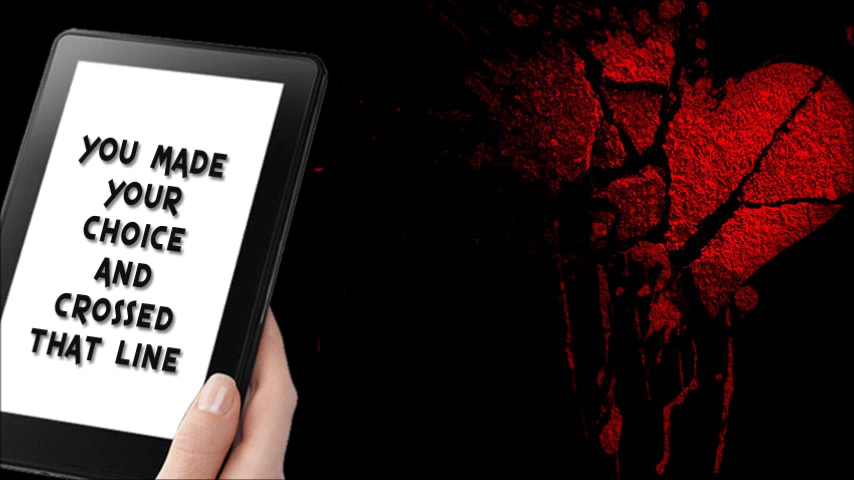 YOU MADE
YOUR
CHOICE
AND
CROSSED
THAT LINE